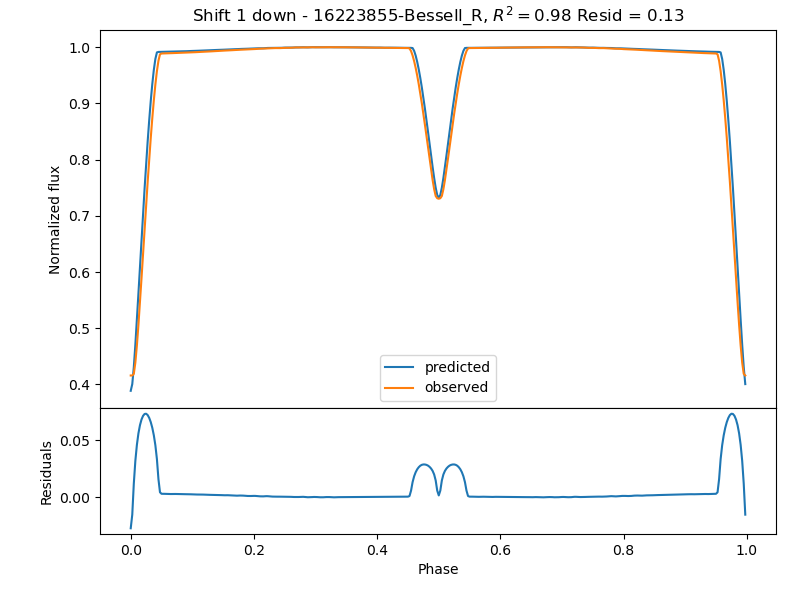 Shift 1 down - 16223855-Bessell_R, $R^2 = 0.98$ Resid = 0.13
1.0
0.9
0.8
0.7
0.6
0.5
0.4
Normalized flux
predicted
observed
0.05
0.00
Residuals
0.0 0.2 0.4 0.6 0.8 1.0
Phase